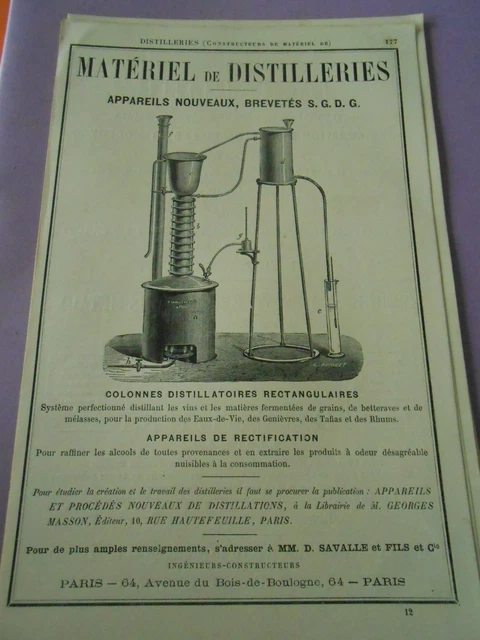 DISTILLERIES (CONSTRUCTEURS DE MATÉRIEL DE) 177
MATÉRIEL DE DISTILLERIES
APPAREILS NOUVEAUX, BREVETÉS S. G. D. G.
COLONNES DISTILLATOIRES RECTANGULAIRES
Système perfectionné distillant les vins et les matières fermentées de grains, de betteraves et de
mélasses, pour la production des Eaux-de-Vie, des Genièvres, des Tafias et des Rhums.
APPAREILS DE RECTIFICATION
Pour raffiner les alcools de toutes provenances et en extraire les produits à odeur désagréable
nuisibles à la consommation.
Pour étudier la création et le travail des distilleries il faut se procurer la publication : APPAREILS
ET PROCÉDÉS NOUVEAUX DE DISTILLATIONS, à la Librairie de M. GEORGES
MASSON, Éditeur, 10, RUE HAUTEFEUILLE, PARIS.
Pour de plus amples renseignements, s'adresser à MM. D. SAVALLE et FILS et Cie
INGÉNIEURS-CONSTRUCTEURS
PARIS — 64, Avenue du Bois-de-Boulogne, 64 — PARIS
12